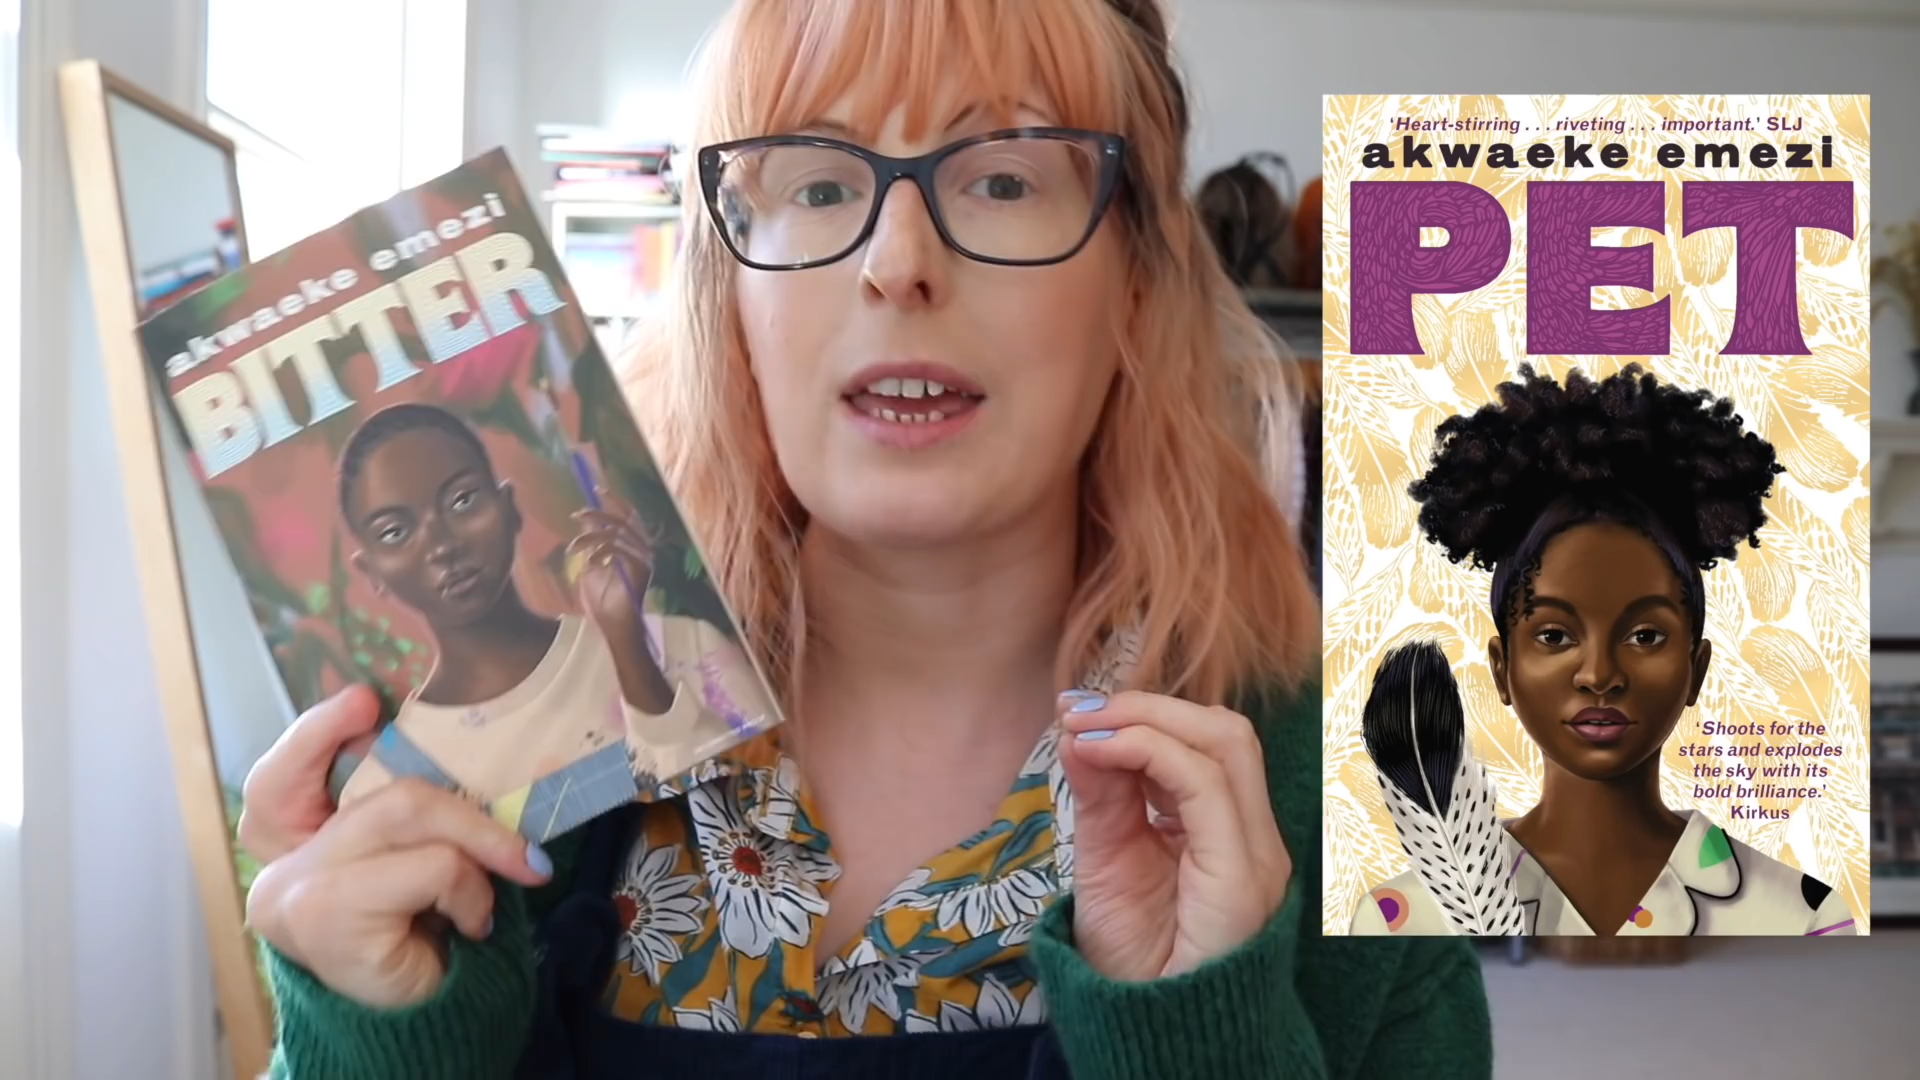 akwaeke emezi
BITTER
‘Heart-stirring . . . riveting . . . important.’ SLJ
akwaeke emezi
PET
‘Shoots for the
stars and explodes
the sky with its
bold brilliance.’
Kirkus